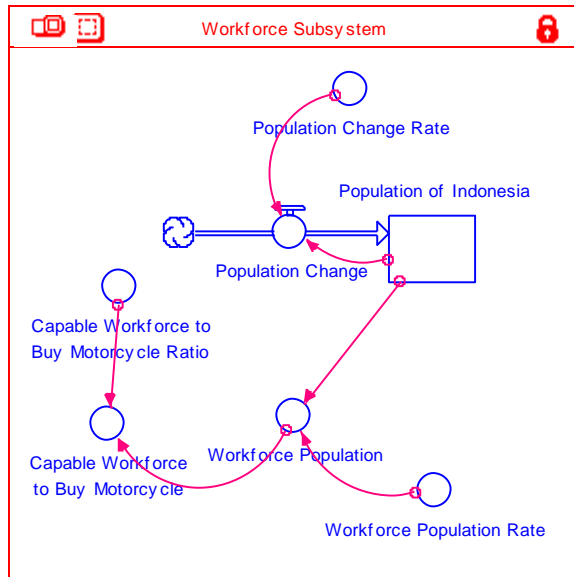 Workforce Subsystem
Population Change Rate
Population of Indonesia
Population Change
Capable Workforce to
Buy Motorcycle Ratio
Workforce Population
Capable Workforce
to Buy Motorcycle
Workforce Population Rate